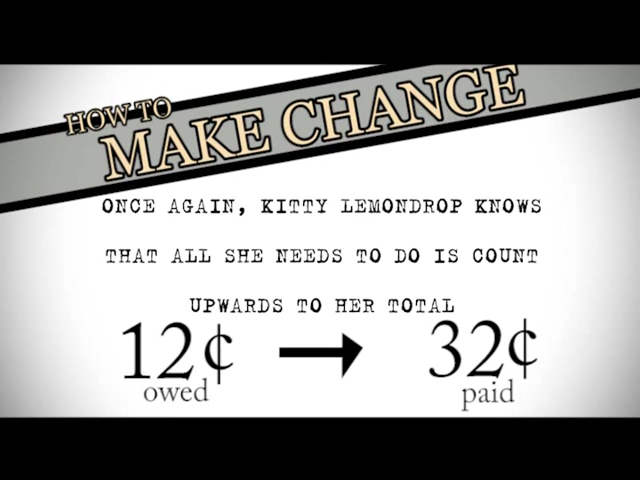 HOW TO
MAKE CHANGE
ONCE AGAIN, KITTY LEMONDROP KNOWS
THAT ALL SHE NEEDS TO DO IS COUNT
UPWARDS TO HER TOTAL
12¢ 32¢
owed paid